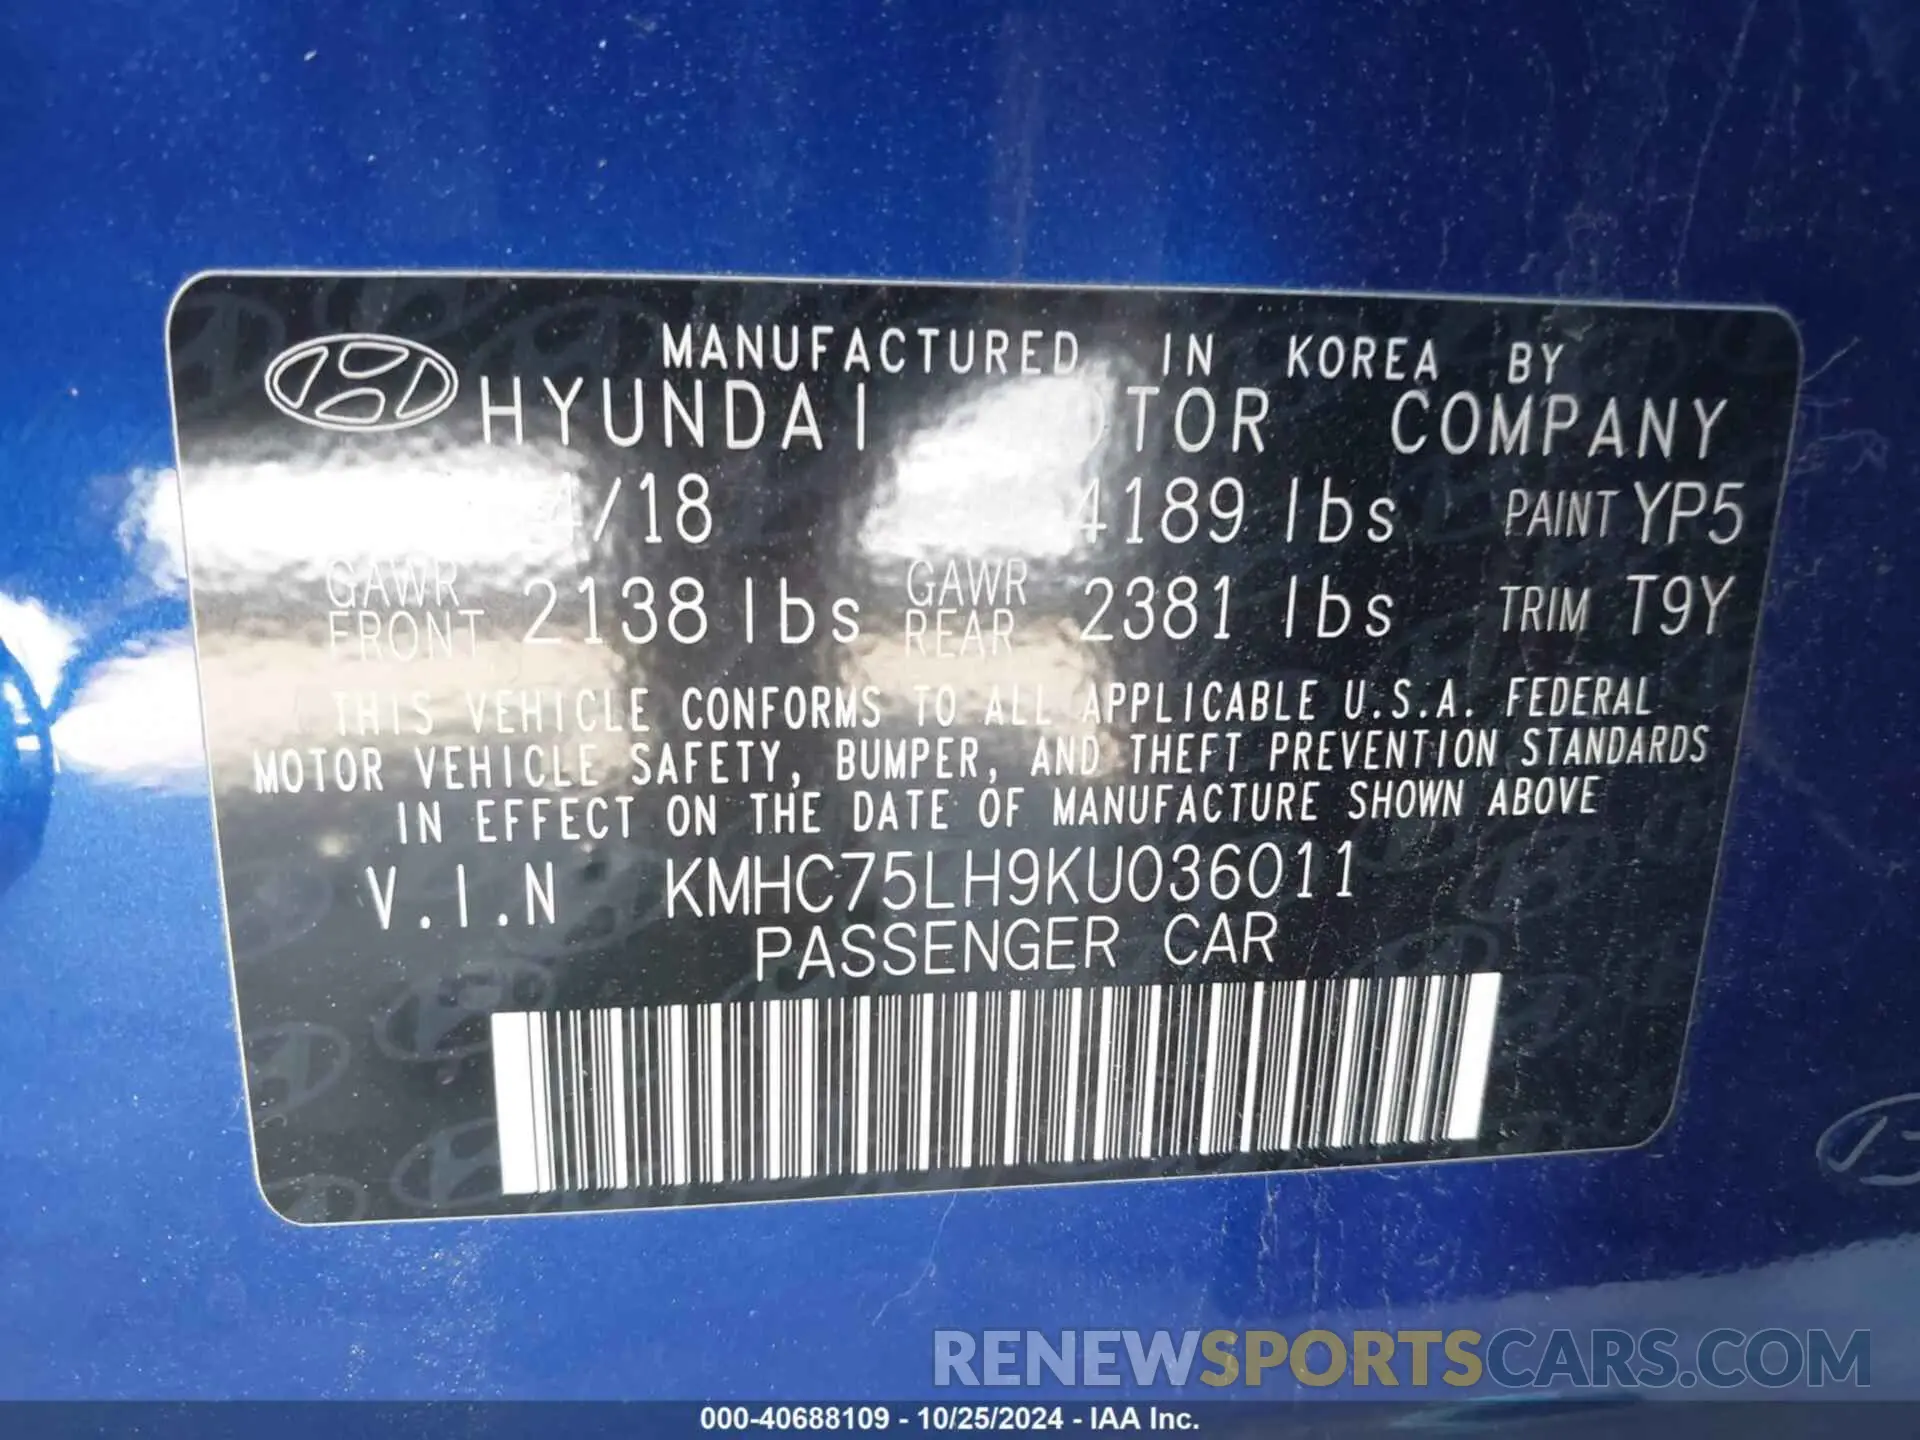 MANUFACTURED IN KOREA BY
HYUNDAI COMPANY
4189 lbs PAINT YP5
GAWR FRONT 2138 lbs GAWR REAR 2381 lbs TRIM T9Y
THIS VEHICLE CONFORMS TO ALL APPLICABLE U.S.A. FEDERAL
MOTOR VEHICLE SAFETY, BUMPER, AND THEFT PREVENTION STANDARDS
IN EFFECT ON THE DATE OF MANUFACTURE SHOWN ABOVE
V.I.N KMHC75LH9KU036011
PASSENGER CAR
RENEWSPORTSCARS.COM
000-40688109 - 10/25/2024 - IAA Inc.